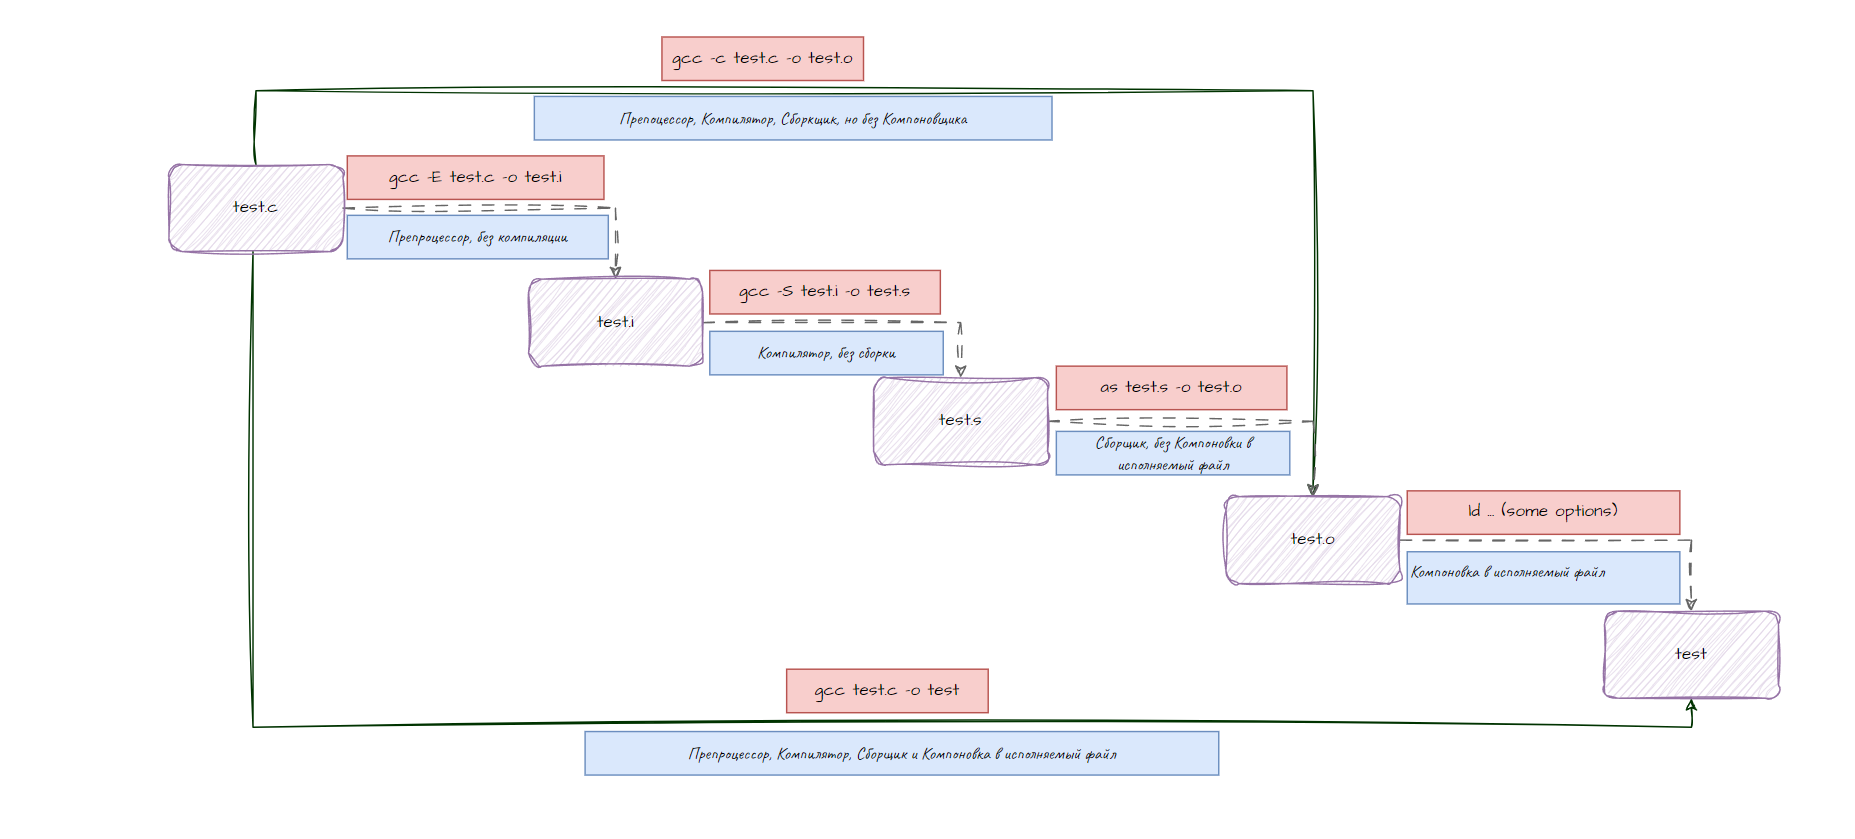 gcc -c test.c -o test.o
Препоцессор, Компилятор, Сборкщик, но без Компоновщика
gcc -E test.c -o test.i
test.c
Препроцессор, без компиляции
gcc -S test.i -o test.s
test.i
Компилятор, без сборки
as test.s -o test.o
test.s
Сборщик, без Компоновки в
исполняемый файл
ld ... (some options)
test.o
Компоновка в исполняемый файл
test
gcc test.c -o test
Препроцессор, Компилятор, Сборщик и Компоновка в исполняемый файл